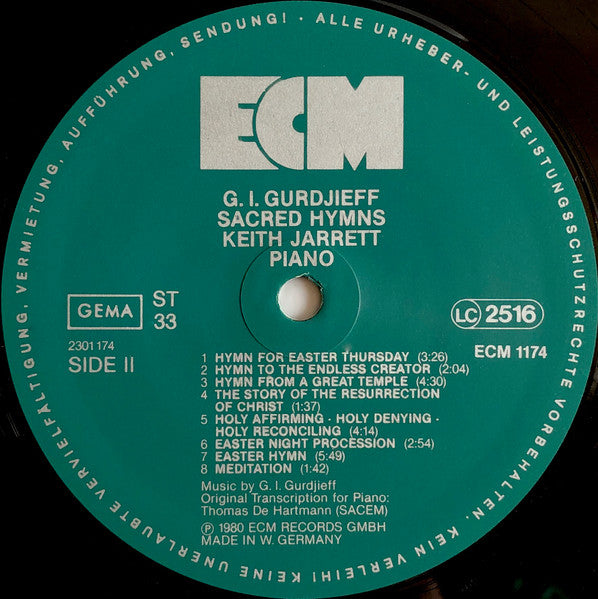 ALLE URHEBER- UND LEISTUNGSSCHUTZRECHTE VORBEHALTEN. KEIN VERLEIH! KEINE UNERLAUBTE VERVIELFÄLTIGUNG, VERMIETUNG, AUFFÜHRUNG, SENDUNG! ·
ECM
G. I. GURDJIEFF
SACRED HYMNS
KEITH JARRETT
PIANO
GEMA
ST
33
LC 2516
2301 174
SIDE II
ECM 1174
1 HYMN FOR EASTER THURSDAY (3:26)
2 HYMN TO THE ENDLESS CREATOR (2:04)
3 HYMN FROM A GREAT TEMPLE (4:30)
4 THE STORY OF THE RESURRECTION
OF CHRIST (1:37)
5 HOLY AFFIRMING · HOLY DENYING ·
HOLY RECONCILING (4:14)
6 EASTER NIGHT PROCESSION (2:54)
7 EASTER HYMN (5:49)
8 MEDITATION (1:42)
Music by G. I. Gurdjieff
Original Transcription for Piano:
Thomas De Hartmann (SACEM)
Ⓟ 1980 ECM RECORDS GMBH
MADE IN W. GERMANY